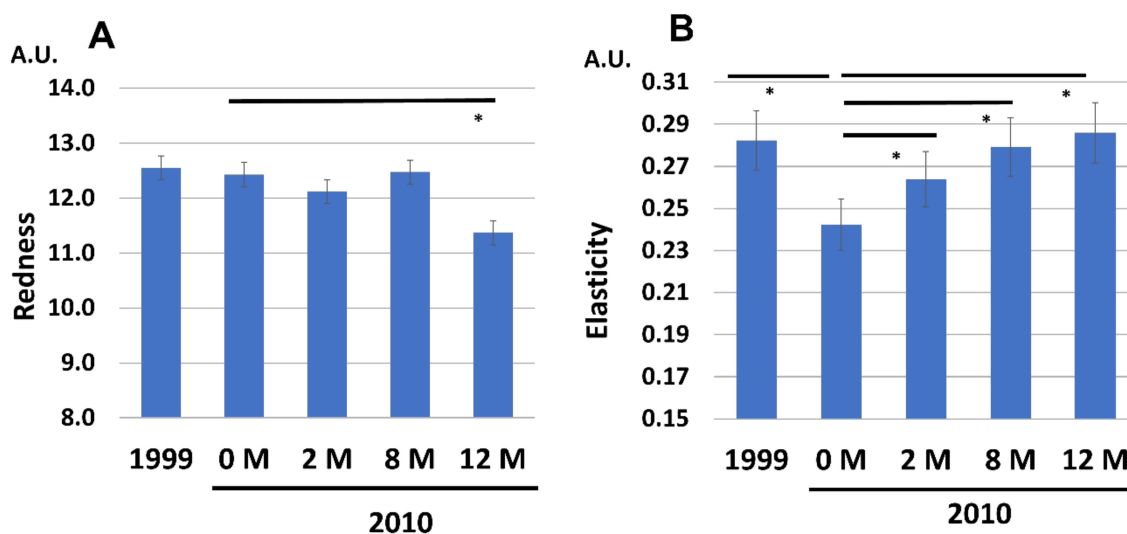 A
A.U.
14.0
13.0
12.0
11.0
10.0
9.0
8.0
Redness
*
1999 0 M 2 M 8 M 12 M
2010
B
A.U.
0.31
0.29
0.27
0.25
0.23
0.21
0.19
0.17
0.15
Elasticity
*
*
*
*
1999 0 M 2 M 8 M 12 M
2010